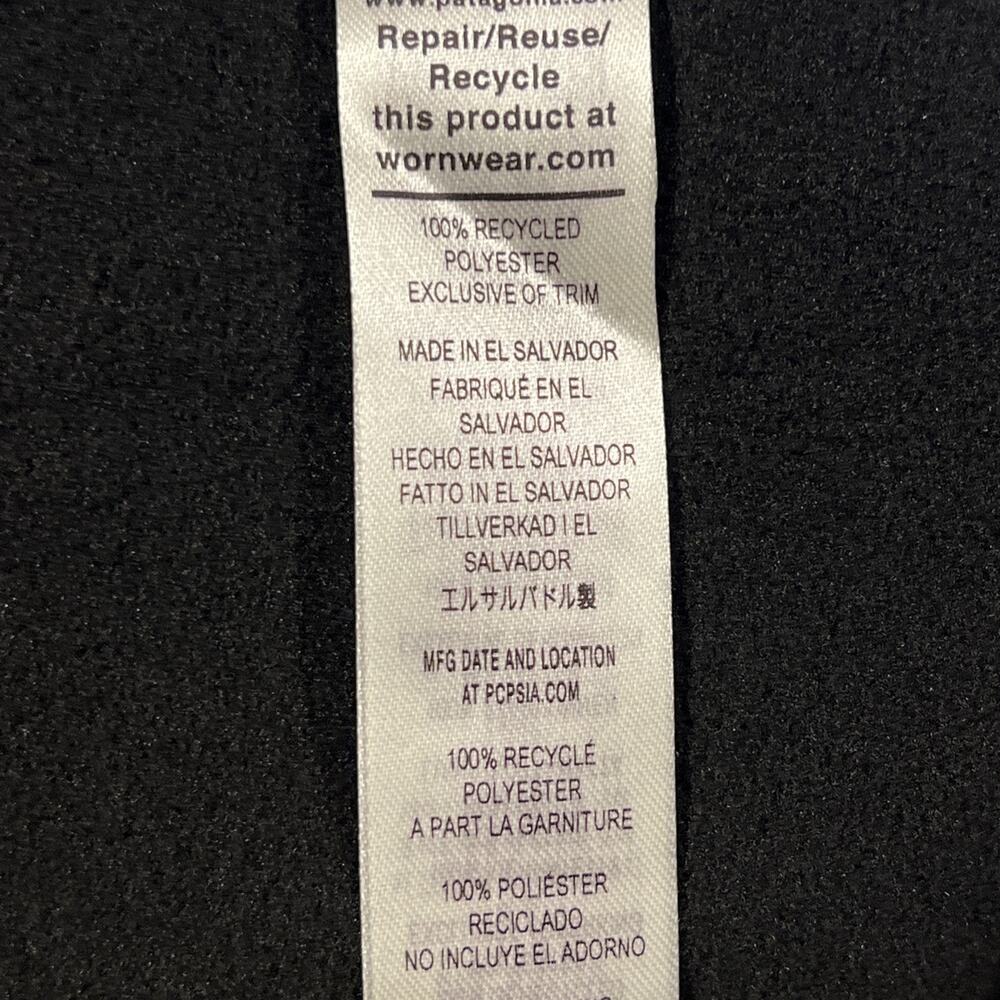 www.patagonia.com
Repair/Reuse/
Recycle
this product at
wornwear.com
100% RECYCLED
POLYESTER
EXCLUSIVE OF TRIM
MADE IN EL SALVADOR
FABRIQUÉ EN EL
SALVADOR
HECHO EN EL SALVADOR
FATTO IN EL SALVADOR
TILLVERKAD I EL
SALVADOR
エルサルバドル製
MFG DATE AND LOCATION
AT PCPSIA.COM
100% RECYCLÉ
POLYESTER
A PART LA GARNITURE
100% POLIÉSTER
RECICLADO
NO INCLUYE EL ADORNO